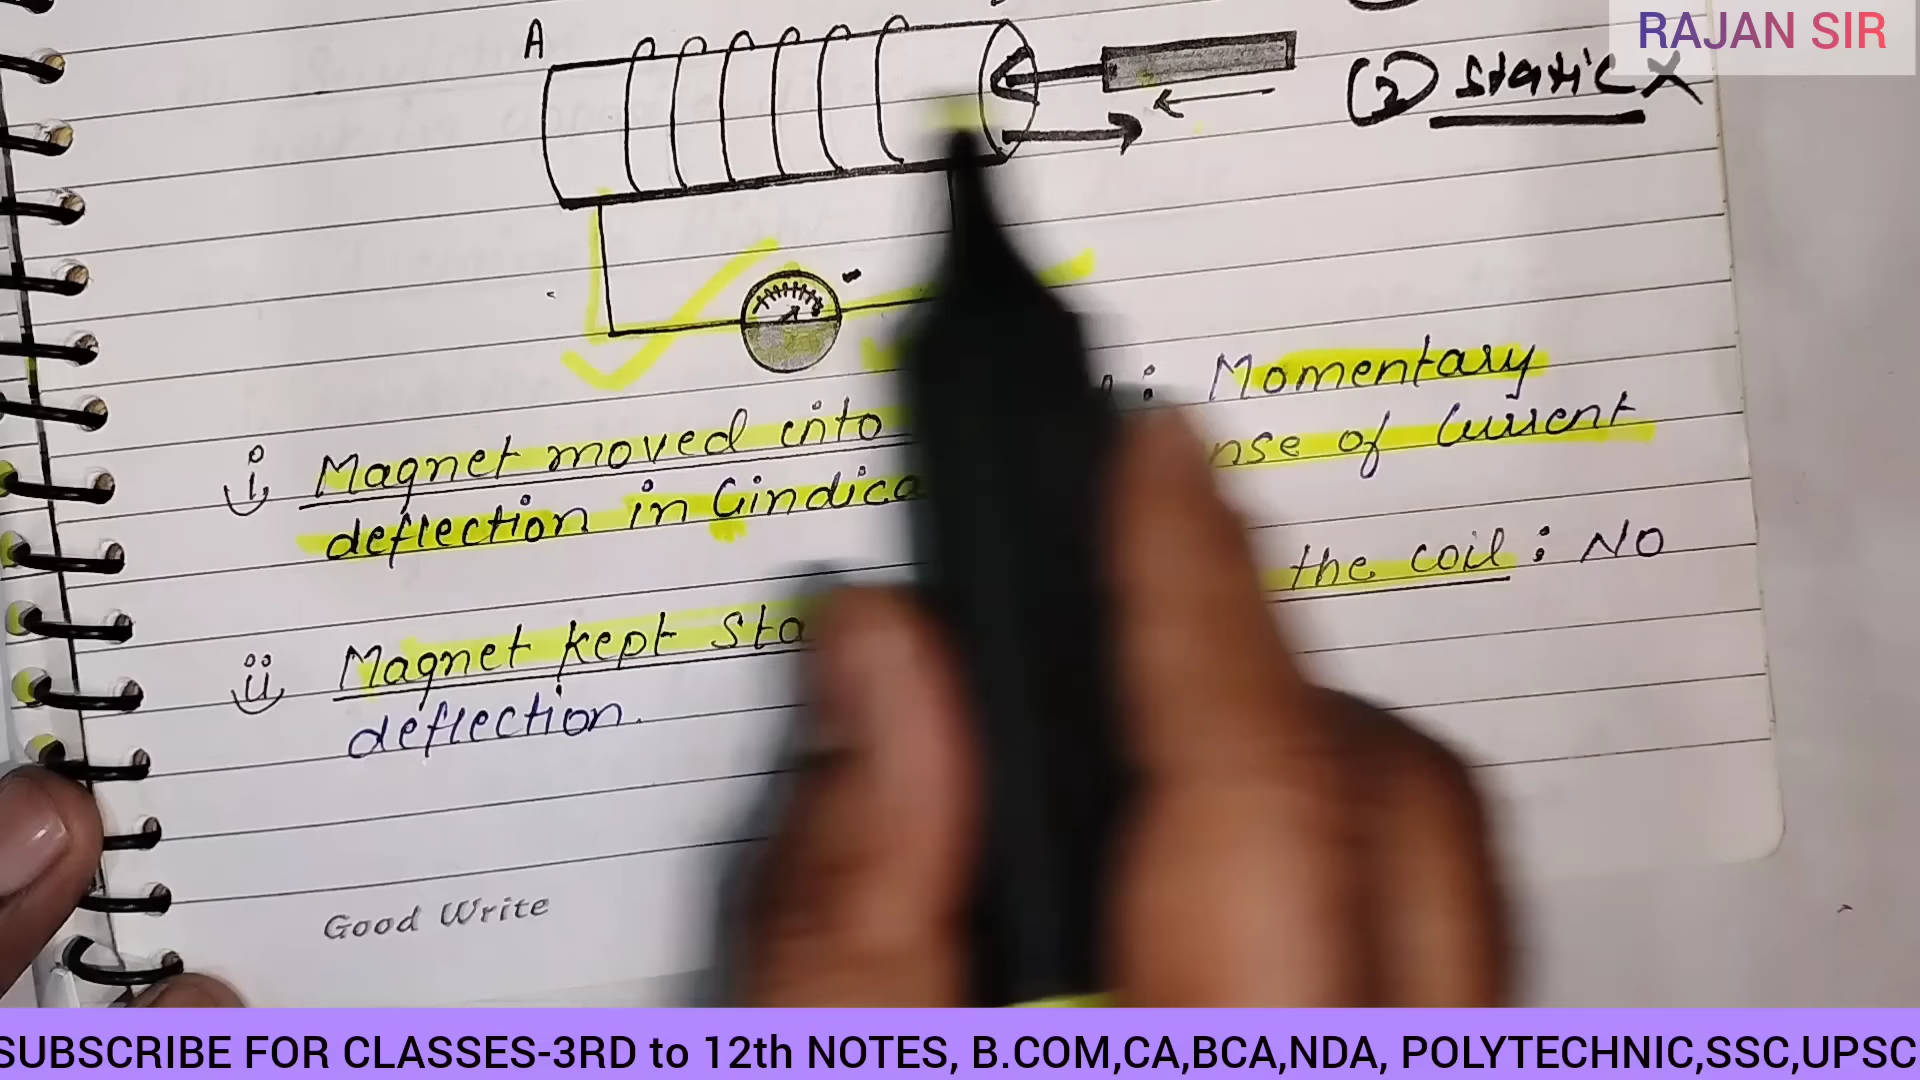 RAJAN SIR
A
(2) Static X
i Magnet moved into : Momentary
deflection in G indica nse of Current
ii Magnet kept sta the coil : No
deflection.
Good Write
SUBSCRIBE FOR CLASSES-3RD to 12th NOTES, B.COM,CA,BCA,NDA, POLYTECHNIC,SSC,UPSC